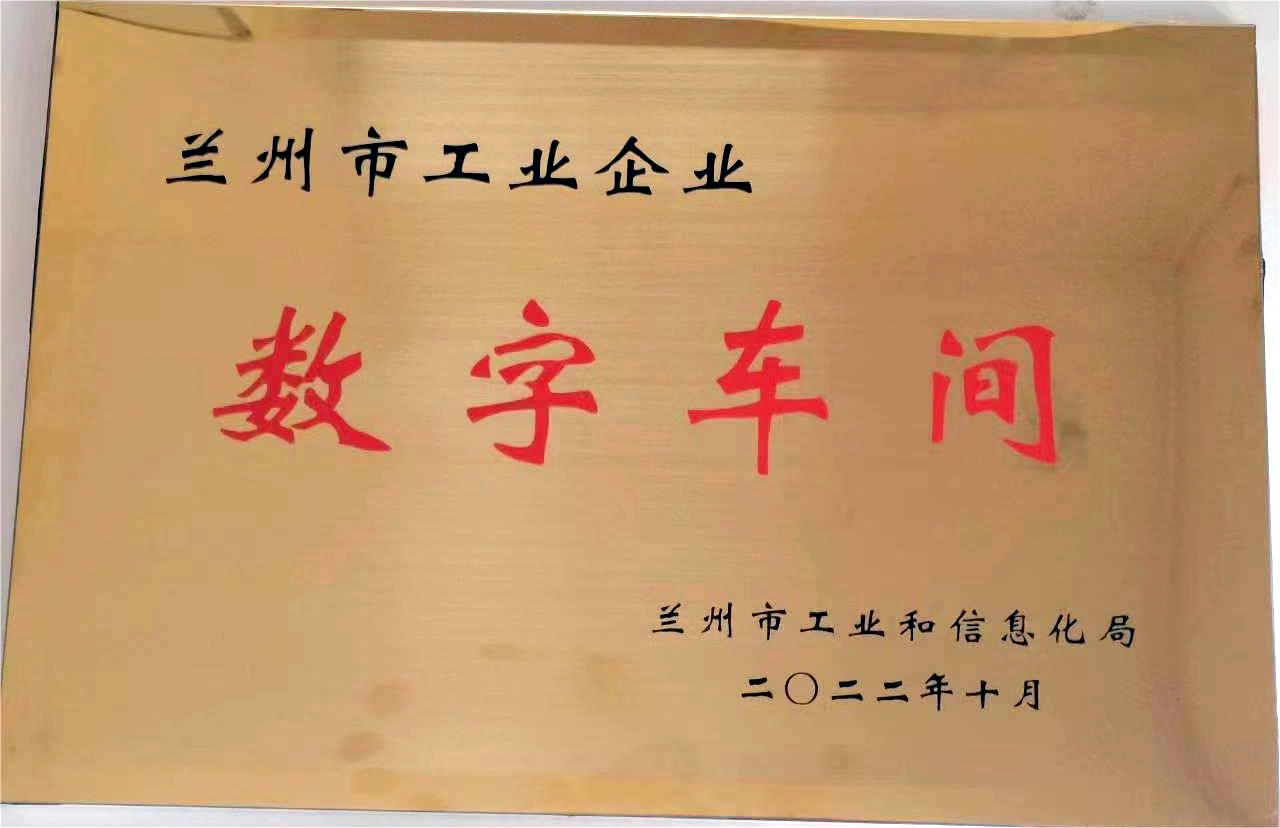 兰州市工业企业
数字车间
兰州市工业和信息化局
二〇二二年十月